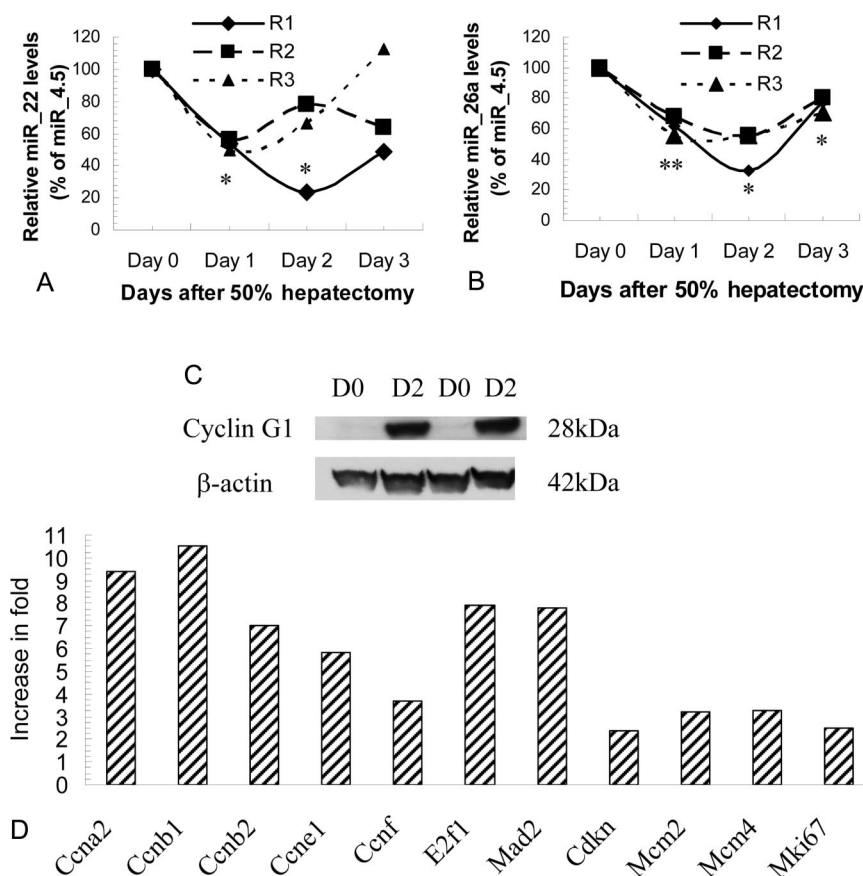 R1
R2
R3
Relative miR_22 levels
(% of miR_4.5)
120
100
80
60
40
20
0
*
*
Day 0 Day 1 Day 2 Day 3
A
Days after 50% hepatectomy
R1
R2
R3
Relative miR_26a levels
(% of miR_4.5)
120
100
80
60
40
20
0
**
*
*
Day 0 Day 1 Day 2 Day 3
B
Days after 50% hepatectomy
C
D0 D2 D0 D2
Cyclin G1 28kDa
β-actin 42kDa
Increase in fold
11
10
9
8
7
6
5
4
3
2
1
0
D
Ccna2
Ccnb1
Ccnb2
Ccne1
Ccnf
E2f1
Mad2
Cdkn
Mcm2
Mcm4
Mki67